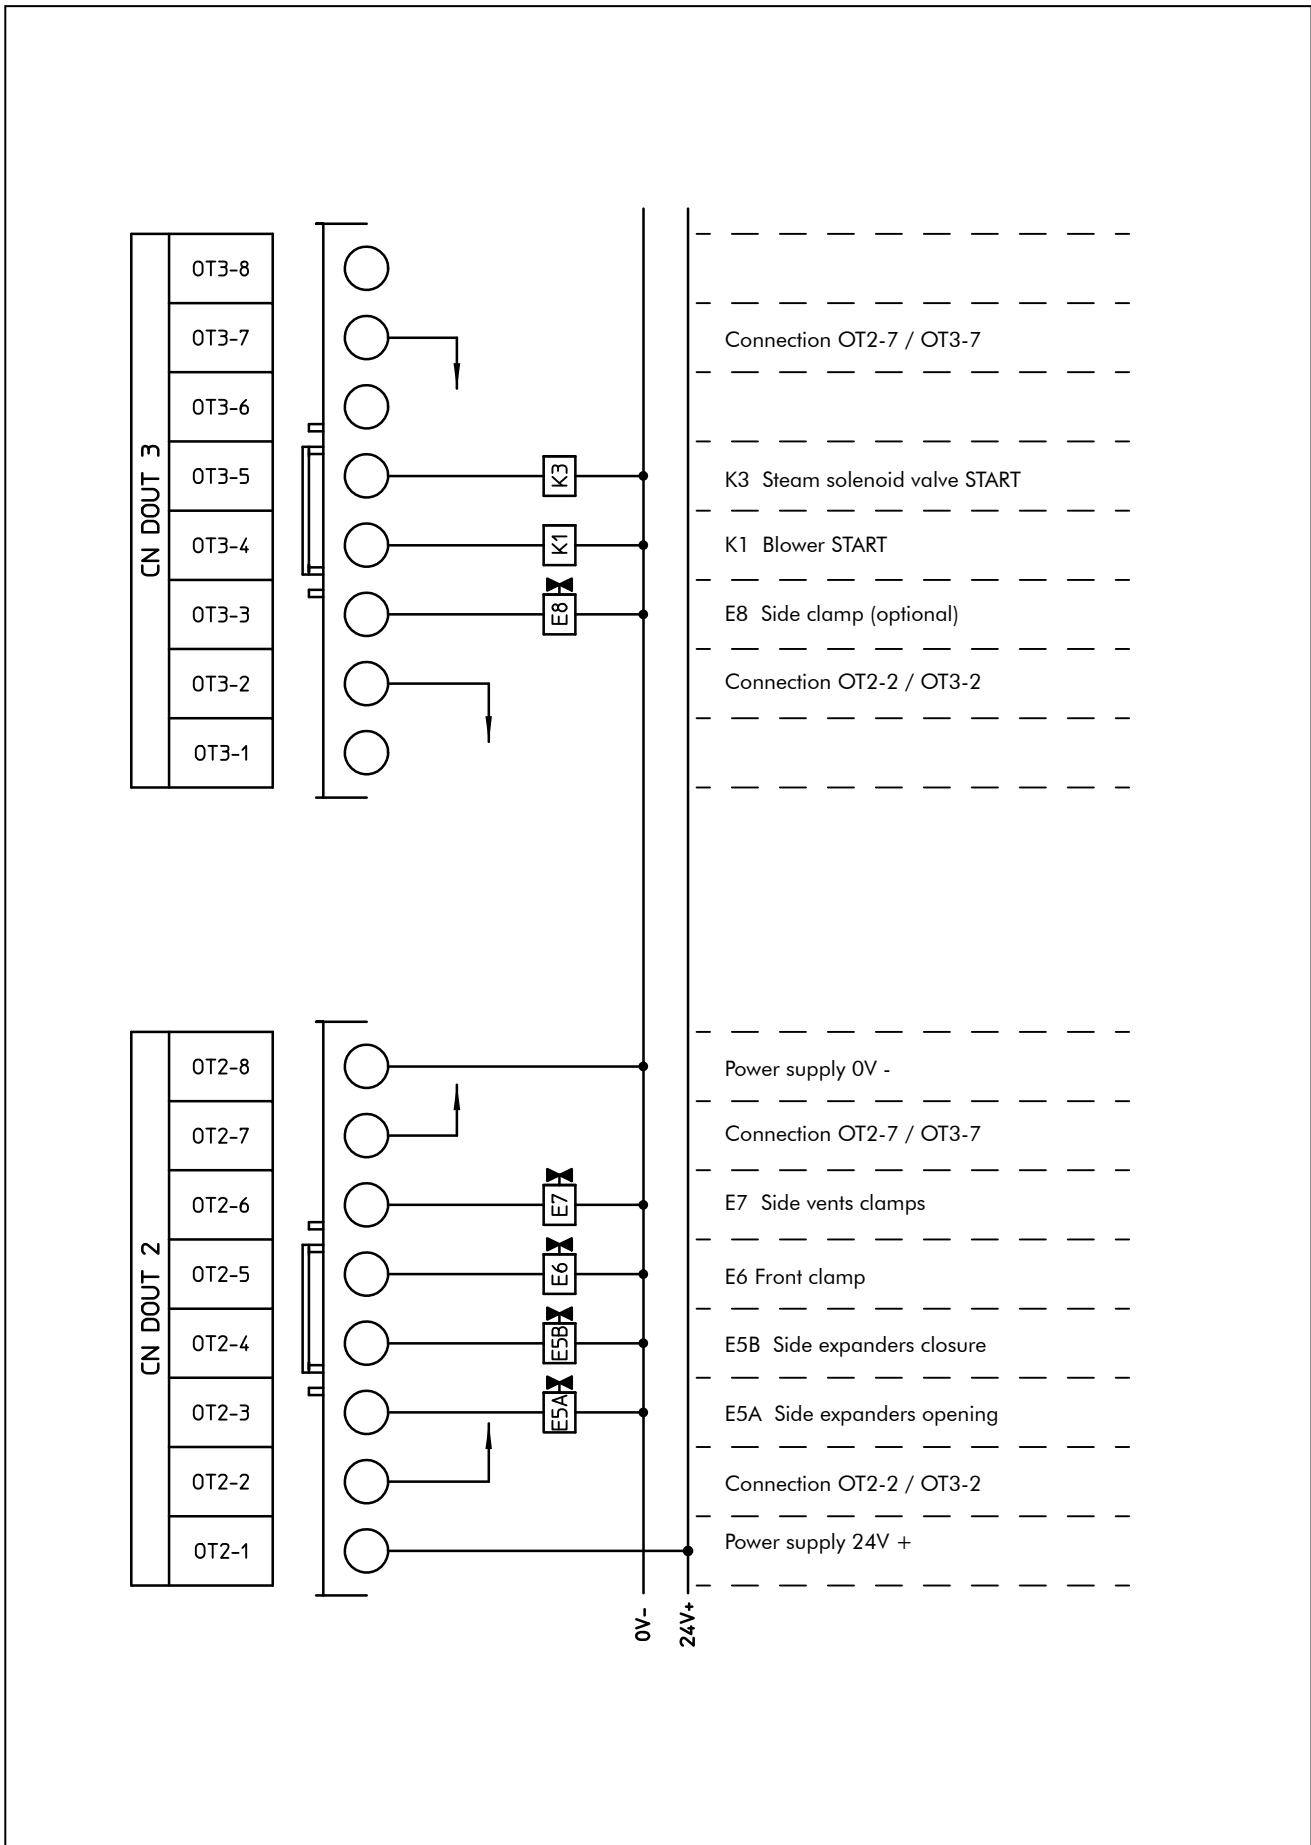 CN DOUT 3
OT3-8
OT3-7
Connection OT2-7 / OT3-7
OT3-6
OT3-5
K3
K3 Steam solenoid valve START
OT3-4
K1
K1 Blower START
OT3-3
E8
E8 Side clamp (optional)
OT3-2
Connection OT2-2 / OT3-2
OT3-1
CN DOUT 2
OT2-8
Power supply 0V -
OT2-7
Connection OT2-7 / OT3-7
OT2-6
E7
E7 Side vents clamps
OT2-5
E6
E6 Front clamp
OT2-4
E5B
E5B Side expanders closure
OT2-3
E5A
E5A Side expanders opening
OT2-2
Connection OT2-2 / OT3-2
OT2-1
Power supply 24V +
0V-
24V+